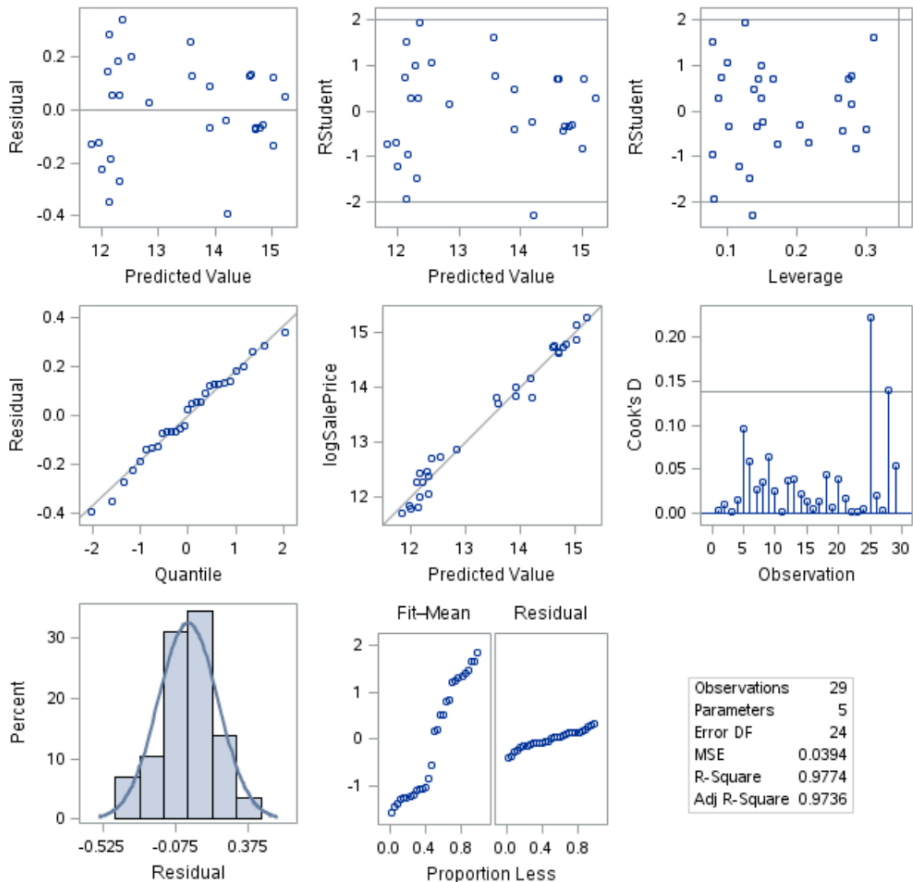 Residual
0.2
0.0
-0.2
-0.4
12 13 14 15
Predicted Value
RStudent
2
1
0
-1
-2
12 13 14 15
Predicted Value
RStudent
2
1
0
-1
-2
0.1 0.2 0.3
Leverage
Residual
0.4
0.2
0.0
-0.2
-0.4
-2 -1 0 1 2
Quantile
logSalePrice
15
14
13
12
12 13 14 15
Predicted Value
Cook's D
0.20
0.15
0.10
0.05
0.00
0 5 10 15 20 25 30
Observation
Percent
30
20
10
0
-0.525 -0.075 0.375
Residual
Fit–Mean Residual
2
1
0
-1
0.0 0.4 0.8 0.0 0.4 0.8
Proportion Less
Observations 29
Parameters 5
Error DF 24
MSE 0.0394
R-Square 0.9774
Adj R-Square 0.9736